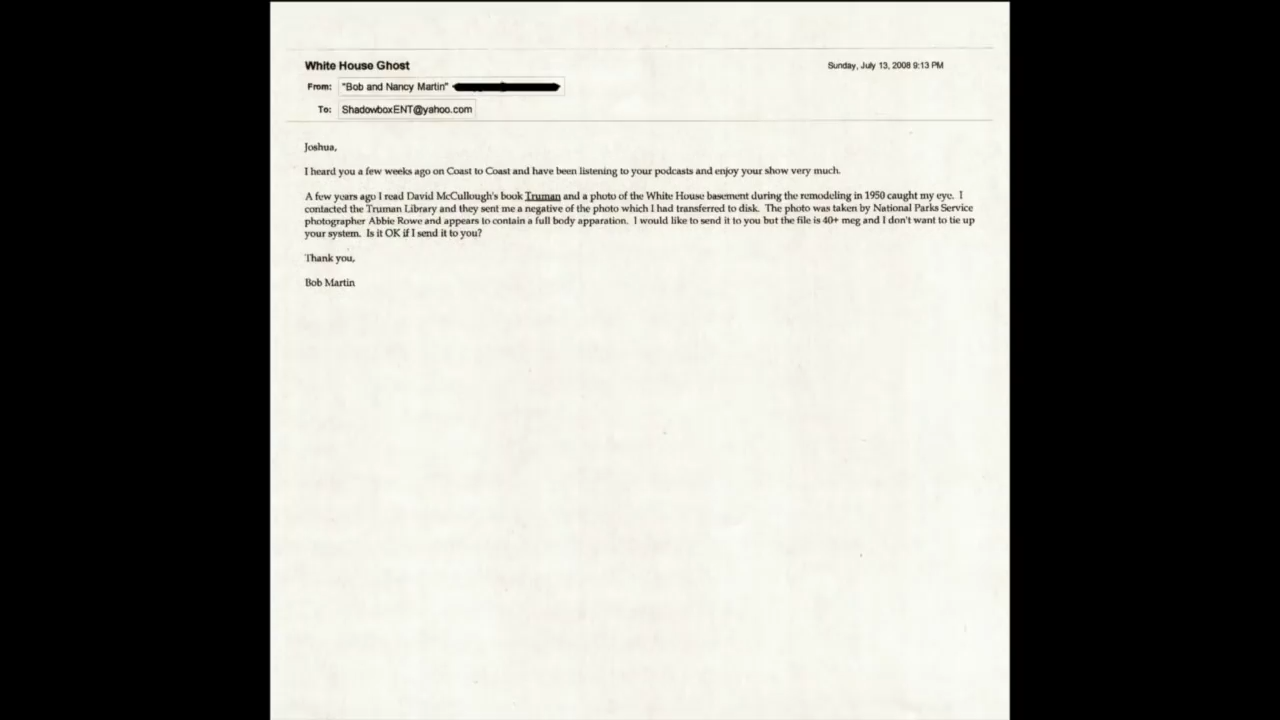 White House Ghost
Sunday, July 13, 2008 9:13 PM
From: "Bob and Nancy Martin"
To: ShadowboxENT@yahoo.com
Joshua,
I heard you a few weeks ago on Coast to Coast and have been listening to your podcasts and enjoy your show very much.
A few years ago I read David McCullough's book Truman and a photo of the White House basement during the remodeling in 1950 caught my eye. I
contacted the Truman Library and they sent me a negative of the photo which I had transferred to disk. The photo was taken by National Parks Service
photographer Abbie Rowe and appears to contain a full body apparation. I would like to send it to you but the file is 40+ meg and I don't want to tie up
your system. Is it OK if I send it to you?
Thank you,
Bob Martin